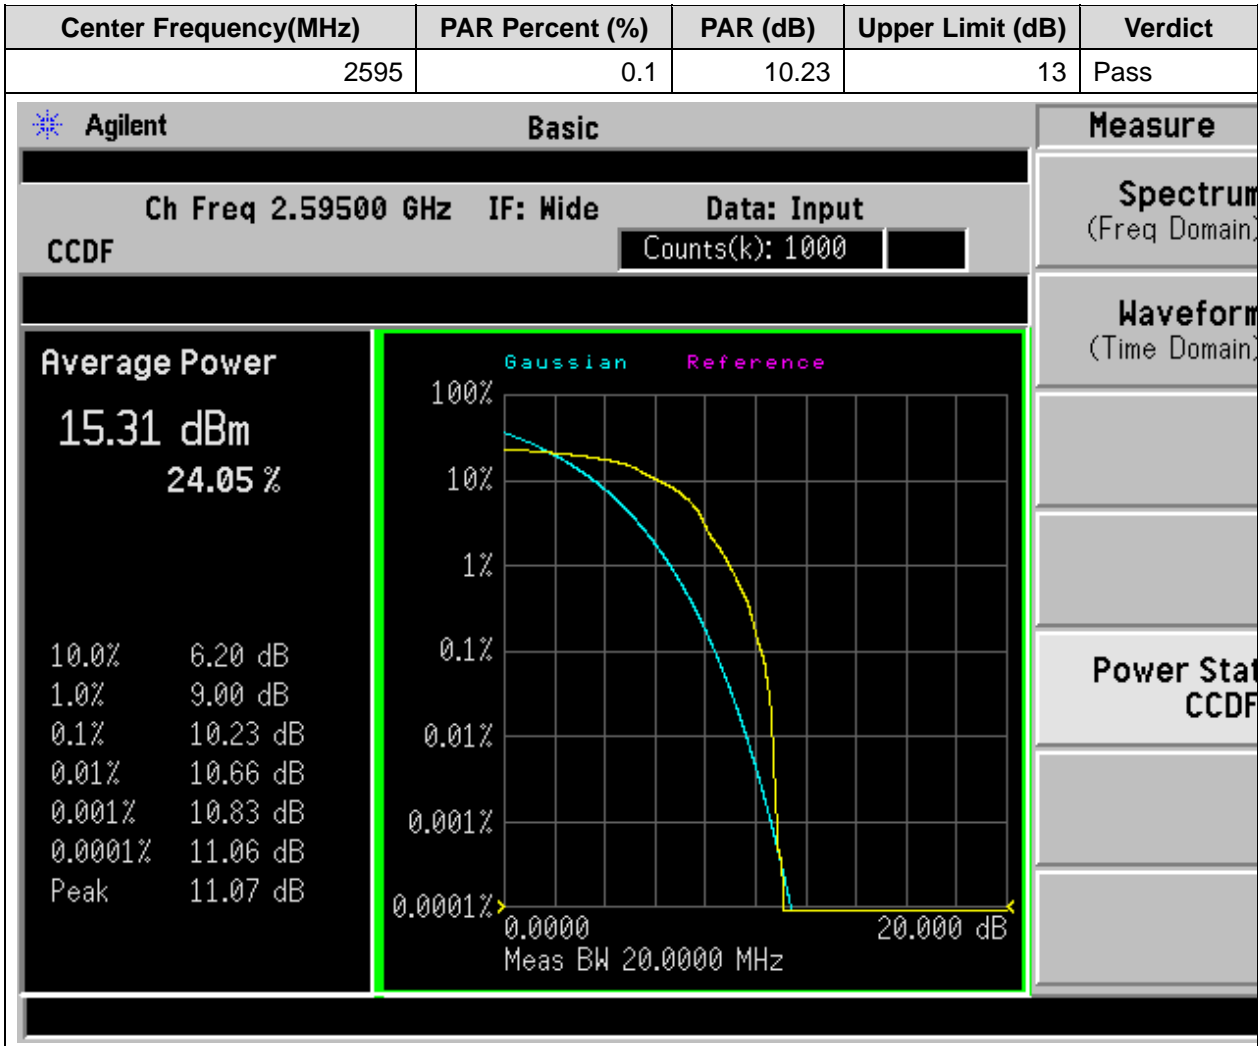 Center Frequency(MHz) PAR Percent (%) PAR (dB) Upper Limit (dB) Verdict
2595 0.1 10.23 13 Pass
Agilent Basic Measure
Ch Freq 2.59500 GHz IF: Wide Data: Input
CCDF Counts(k): 1000
Spectrum
(Freq Domain)
Waveform
(Time Domain)
Power Stat
CCDF
Average Power
15.31 dBm
24.05 %
10.0% 6.20 dB
1.0% 9.00 dB
0.1% 10.23 dB
0.01% 10.66 dB
0.001% 10.83 dB
0.0001% 11.06 dB
Peak 11.07 dB
Gaussian Reference
100%
10%
1%
0.1%
0.01%
0.001%
0.0001%
0.0000 20.000 dB
Meas BW 20.0000 MHz